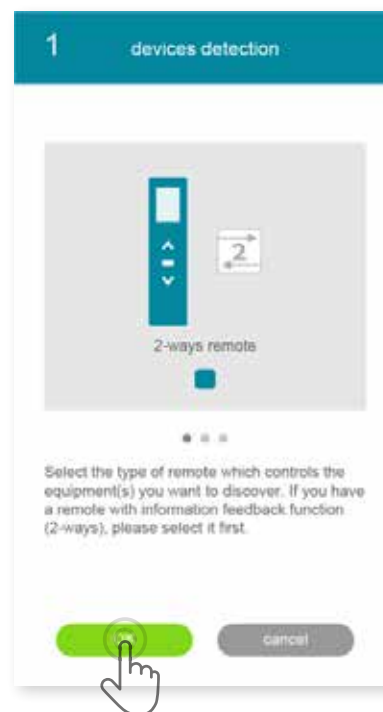 1 devices detection
2
2-ways remote
Select the type of remote which controls the
equipment(s) you want to discover. If you have
a remote with information feedback function
(2-ways), please select it first.
cancel